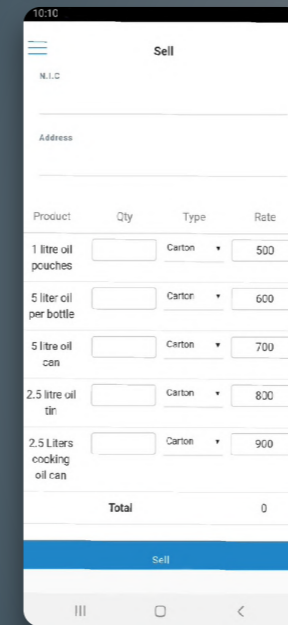 10:10
Sell
N.I.C
Address
Product Qty Type Rate
1 litre oil Carton 500
pouches
5 liter oil Carton 600
per bottle
5 litre oil Carton 700
can
2.5 litre oil Carton 800
tin
2.5 Liters Carton 900
cooking
oil can
Total 0
Sell